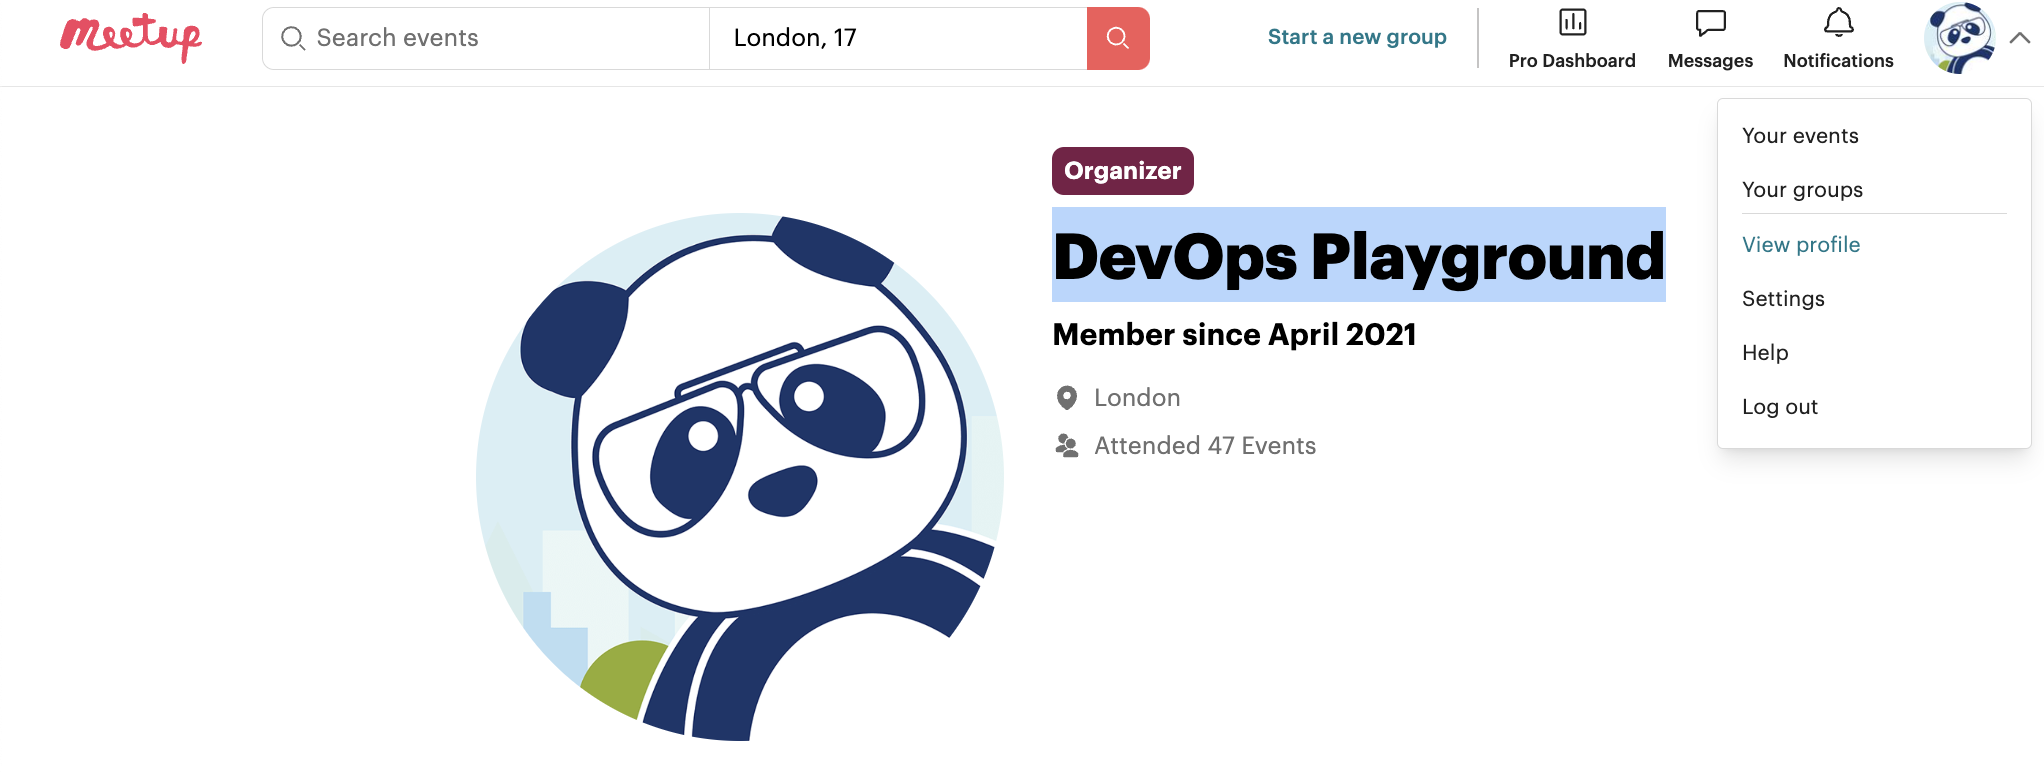 meetup
Search events
London, 17
Start a new group
Pro Dashboard
Messages
Notifications
Your events
Your groups
View profile
Settings
Help
Log out
Organizer
DevOps Playground
Member since April 2021
London
Attended 47 Events